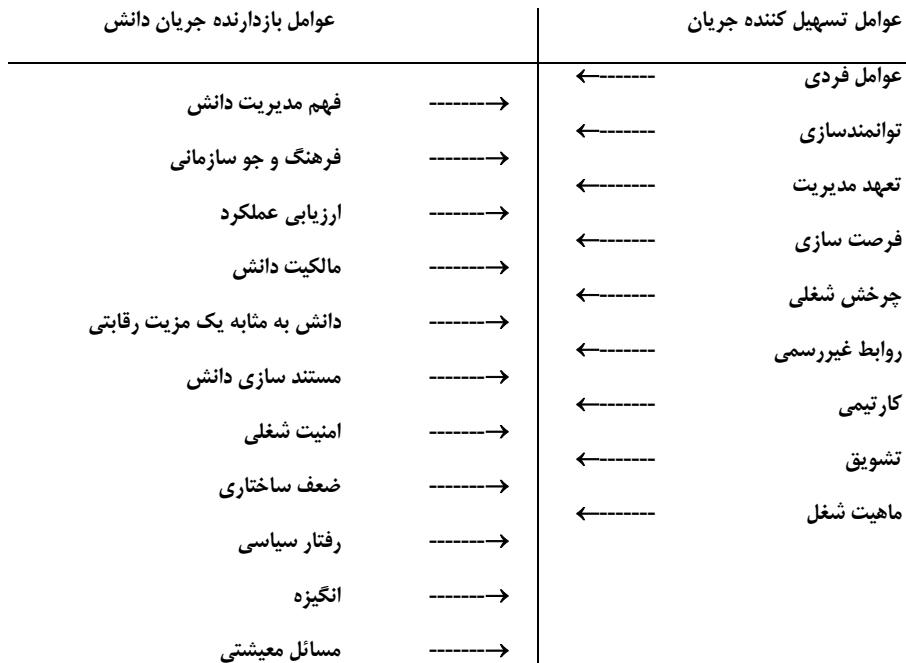 عوامل تسهیل کننده جریان
عوامل فردی
توانمندسازی
تعهد مدیریت
فرصت سازی
چرخش شغلی
روابط غیررسمی
کارتیمی
تشویق
ماهیت شغل
عوامل بازدارنده جریان دانش
فهم مدیریت دانش
فرهنگ و جو سازمانی
ارزیابی عملکرد
مالکیت دانش
دانش به مثابه یک مزیت رقابتی
مستند سازی دانش
امنیت شغلی
ضعف ساختاری
رفتار سیاسی
انگیزه
مسائل معیشتی